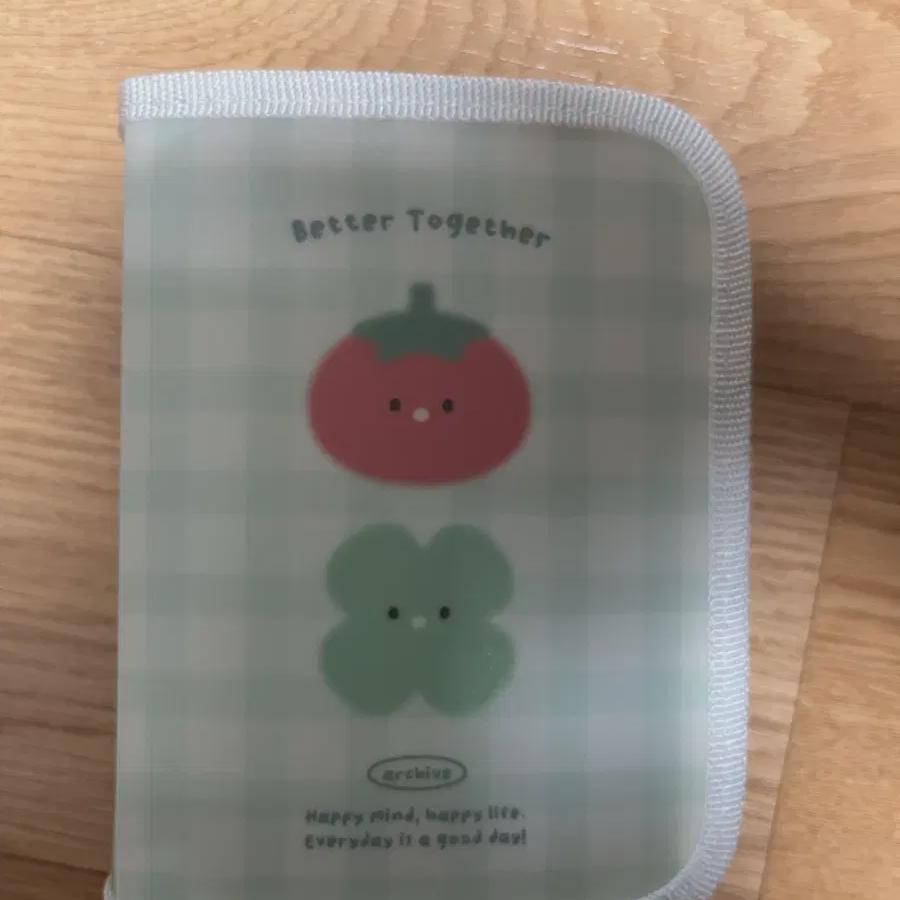 Better Together
archive
Happy mind, happy life.
Everyday is a good day!